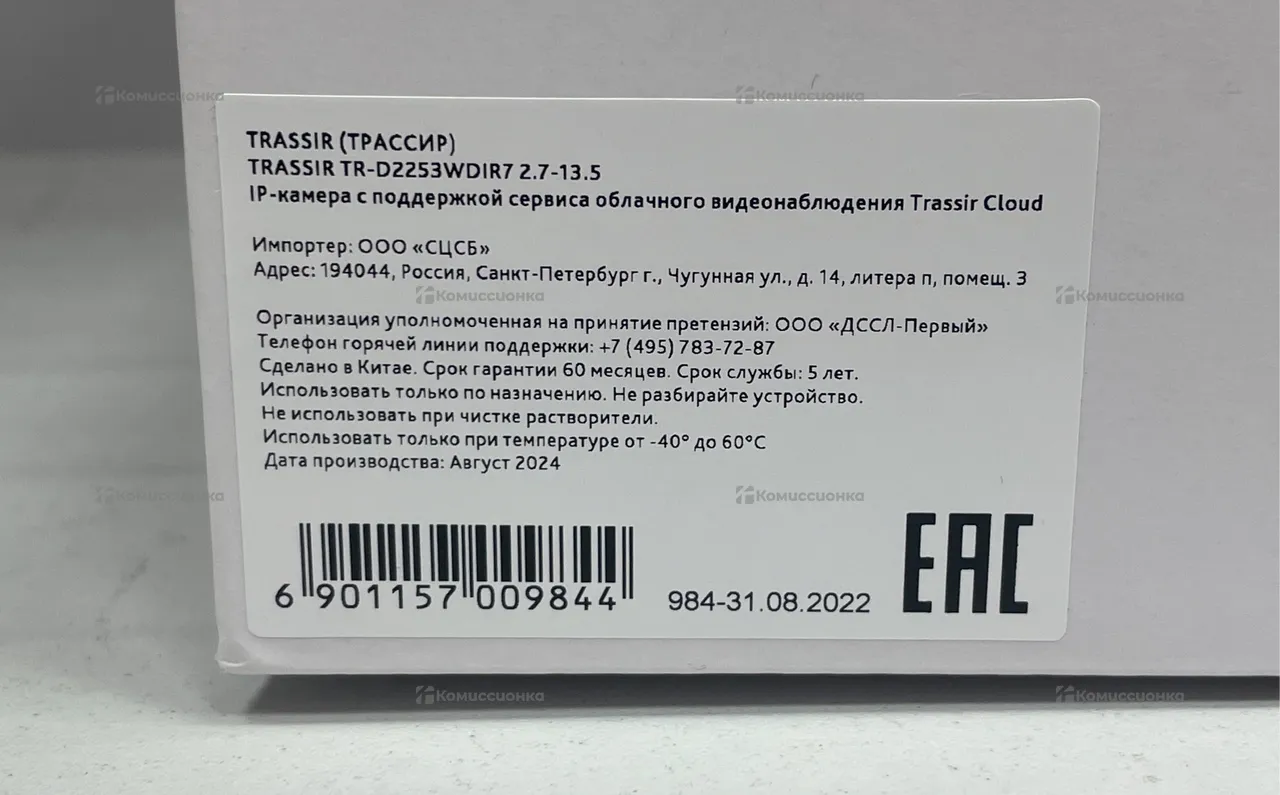 TRASSIR (ТРАССИР)
TRASSIR TR-D2253WDIR7 2.7-13.5
IP-камера с поддержкой сервиса облачного видеонаблюдения Trassir Cloud
Импортер: ООО «СЦСБ»
Адрес: 194044, Россия, Санкт-Петербург г., Чугунная ул., д. 14, литера п, помещ. 3
Организация уполномоченная на принятие претензий: ООО «ДССЛ-Первый»
Телефон горячей линии поддержки: +7 (495) 783-72-87
Сделано в Китае. Срок гарантии 60 месяцев. Срок службы: 5 лет.
Использовать только по назначению. Не разбирайте устройство.
Не использовать при чистке растворители.
Использовать только при температуре от -40° до 60°C
Дата производства: Август 2024
6 901157 009844
984-31.08.2022
EAC
Комиссионка
Комиссионка
Комиссионка
Комиссионка
Комиссионка
Комиссионка
Комиссионка
Комиссионка